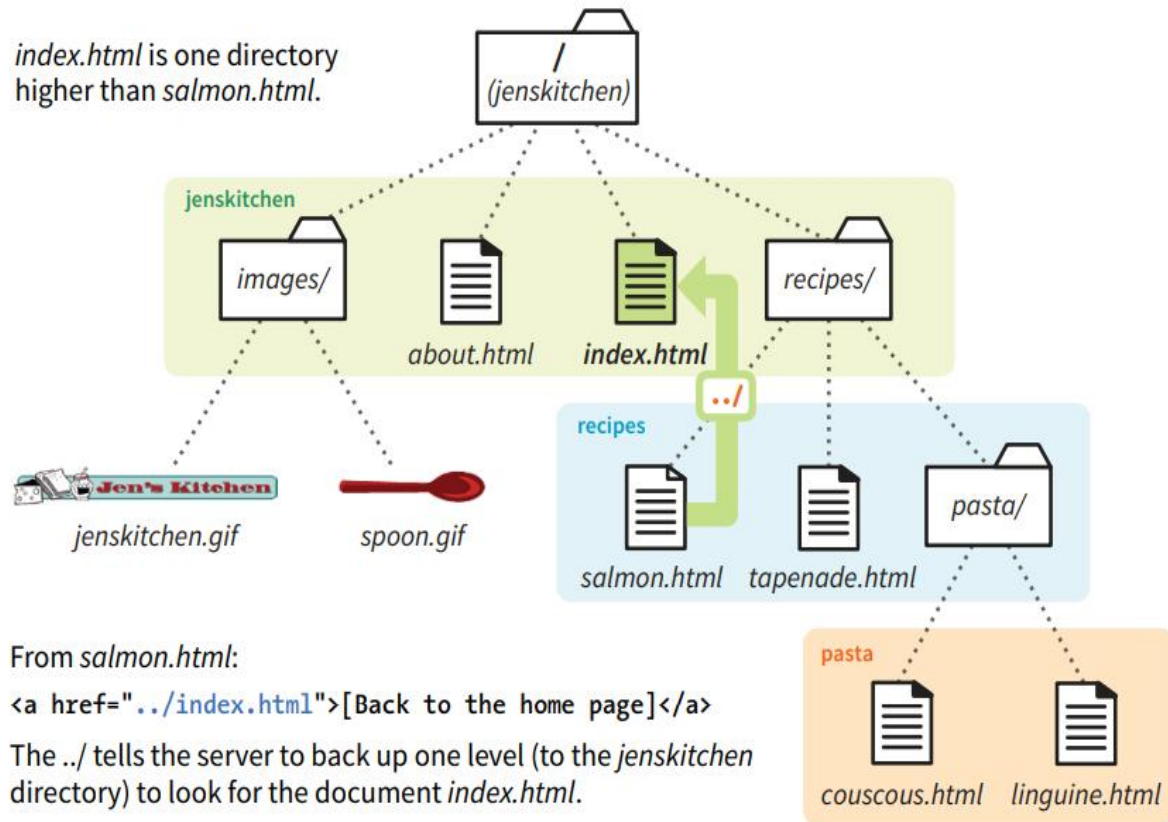 index.html is one directory
higher than salmon.html.
/
(jenskitchen)
jenskitchen
images/
about.html
index.html
recipes/
../
recipes
Jen's Kitchen
jenskitchen.gif
spoon.gif
salmon.html
tapenade.html
pasta/
From salmon.html:
<a href="../index.html">[Back to the home page]</a>
The ../ tells the server to back up one level (to the jenskitchen
directory) to look for the document index.html.
pasta
couscous.html
linguine.html